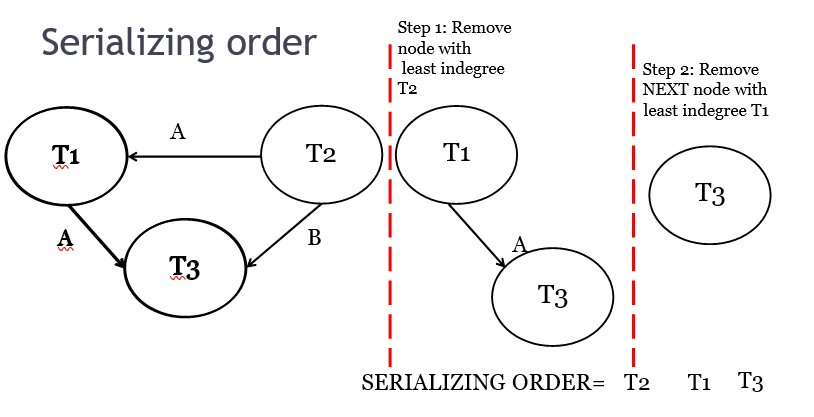 Serializing order
T1
A
T2
A
B
T3
Step 1: Remove
node with
least indegree
T2
T1
A
T3
Step 2: Remove
NEXT node with
least indegree T1
T3
SERIALIZING ORDER= T2 T1 T3